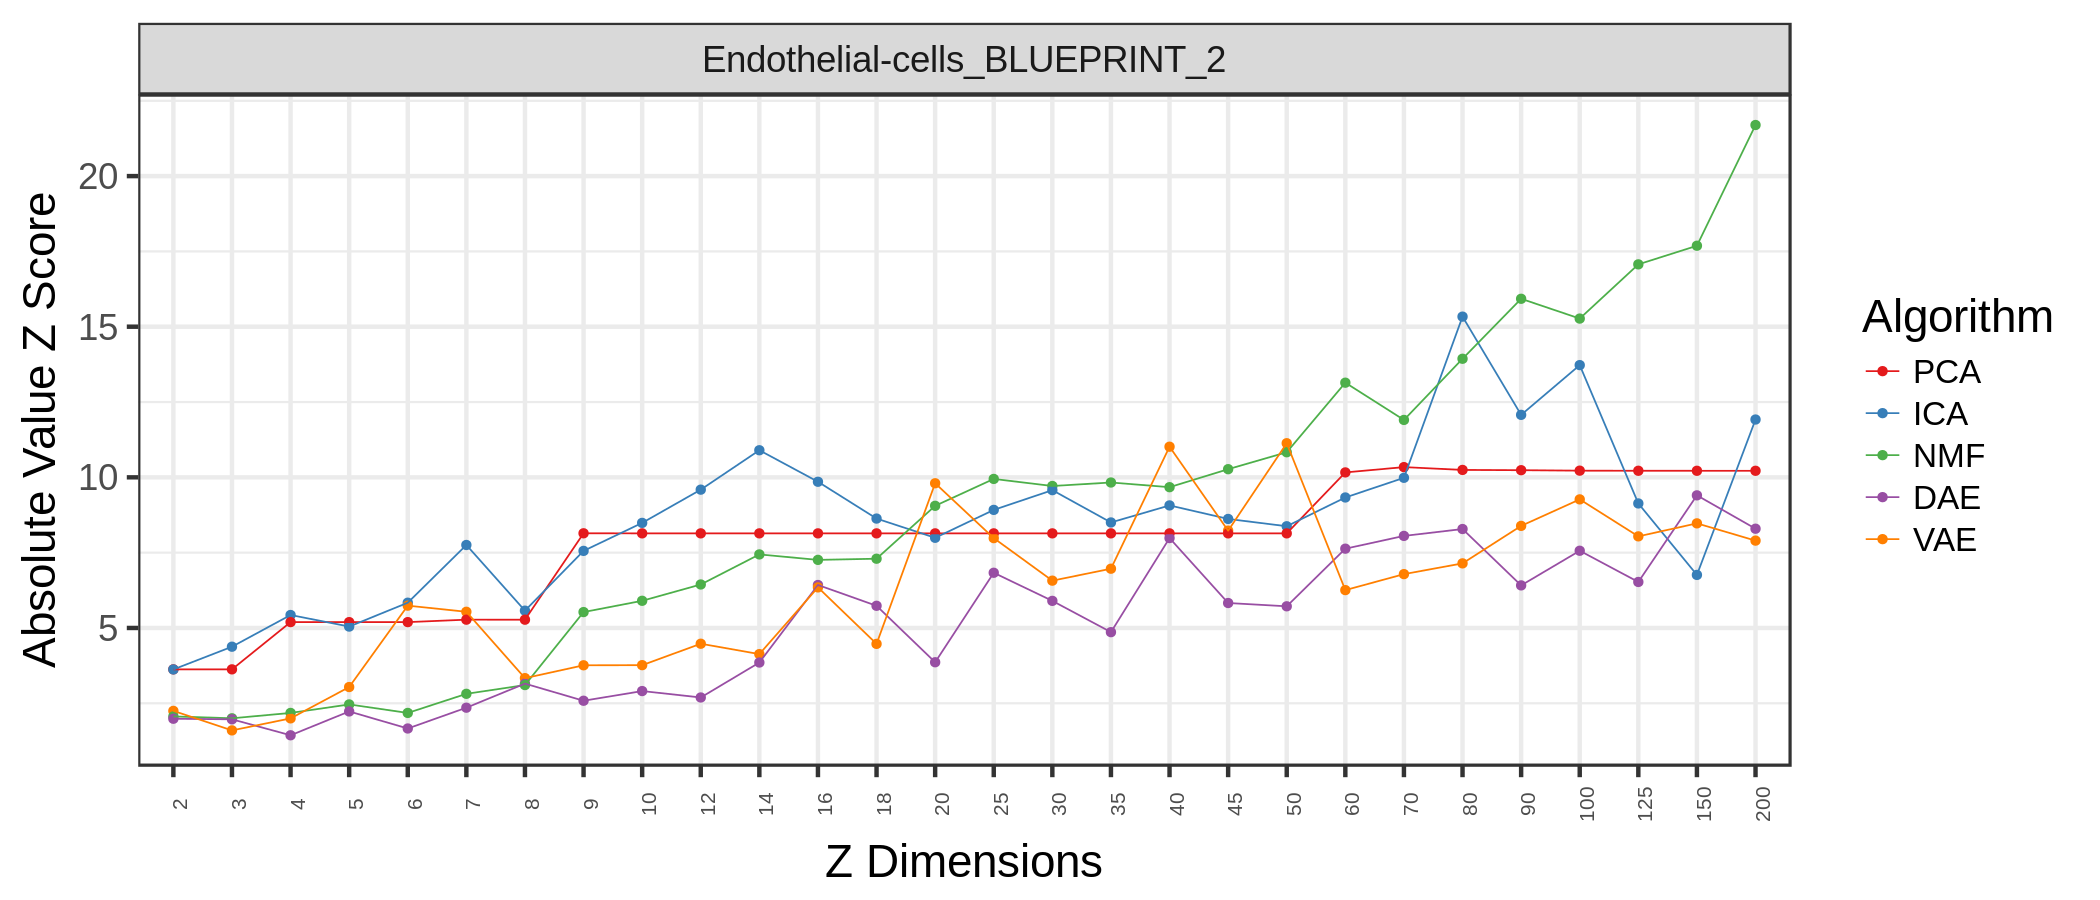 Endothelial-cells_BLUEPRINT_2
Absolute Value Z Score
20
15
10
5
2 3 4 5 6 7 8 9 10 12 14 16 18 20 25 30 35 40 45 50 60 70 80 90 100 125 150 200
Z Dimensions
Algorithm
PCA
ICA
NMF
DAE
VAE